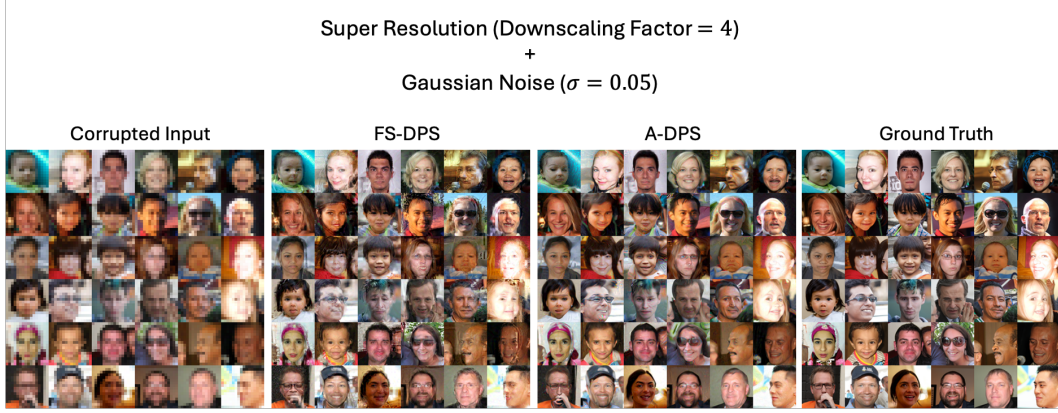 Super Resolution (Downscaling Factor = 4)
+
Gaussian Noise (σ = 0.05)
Corrupted Input
FS-DPS
A-DPS
Ground Truth